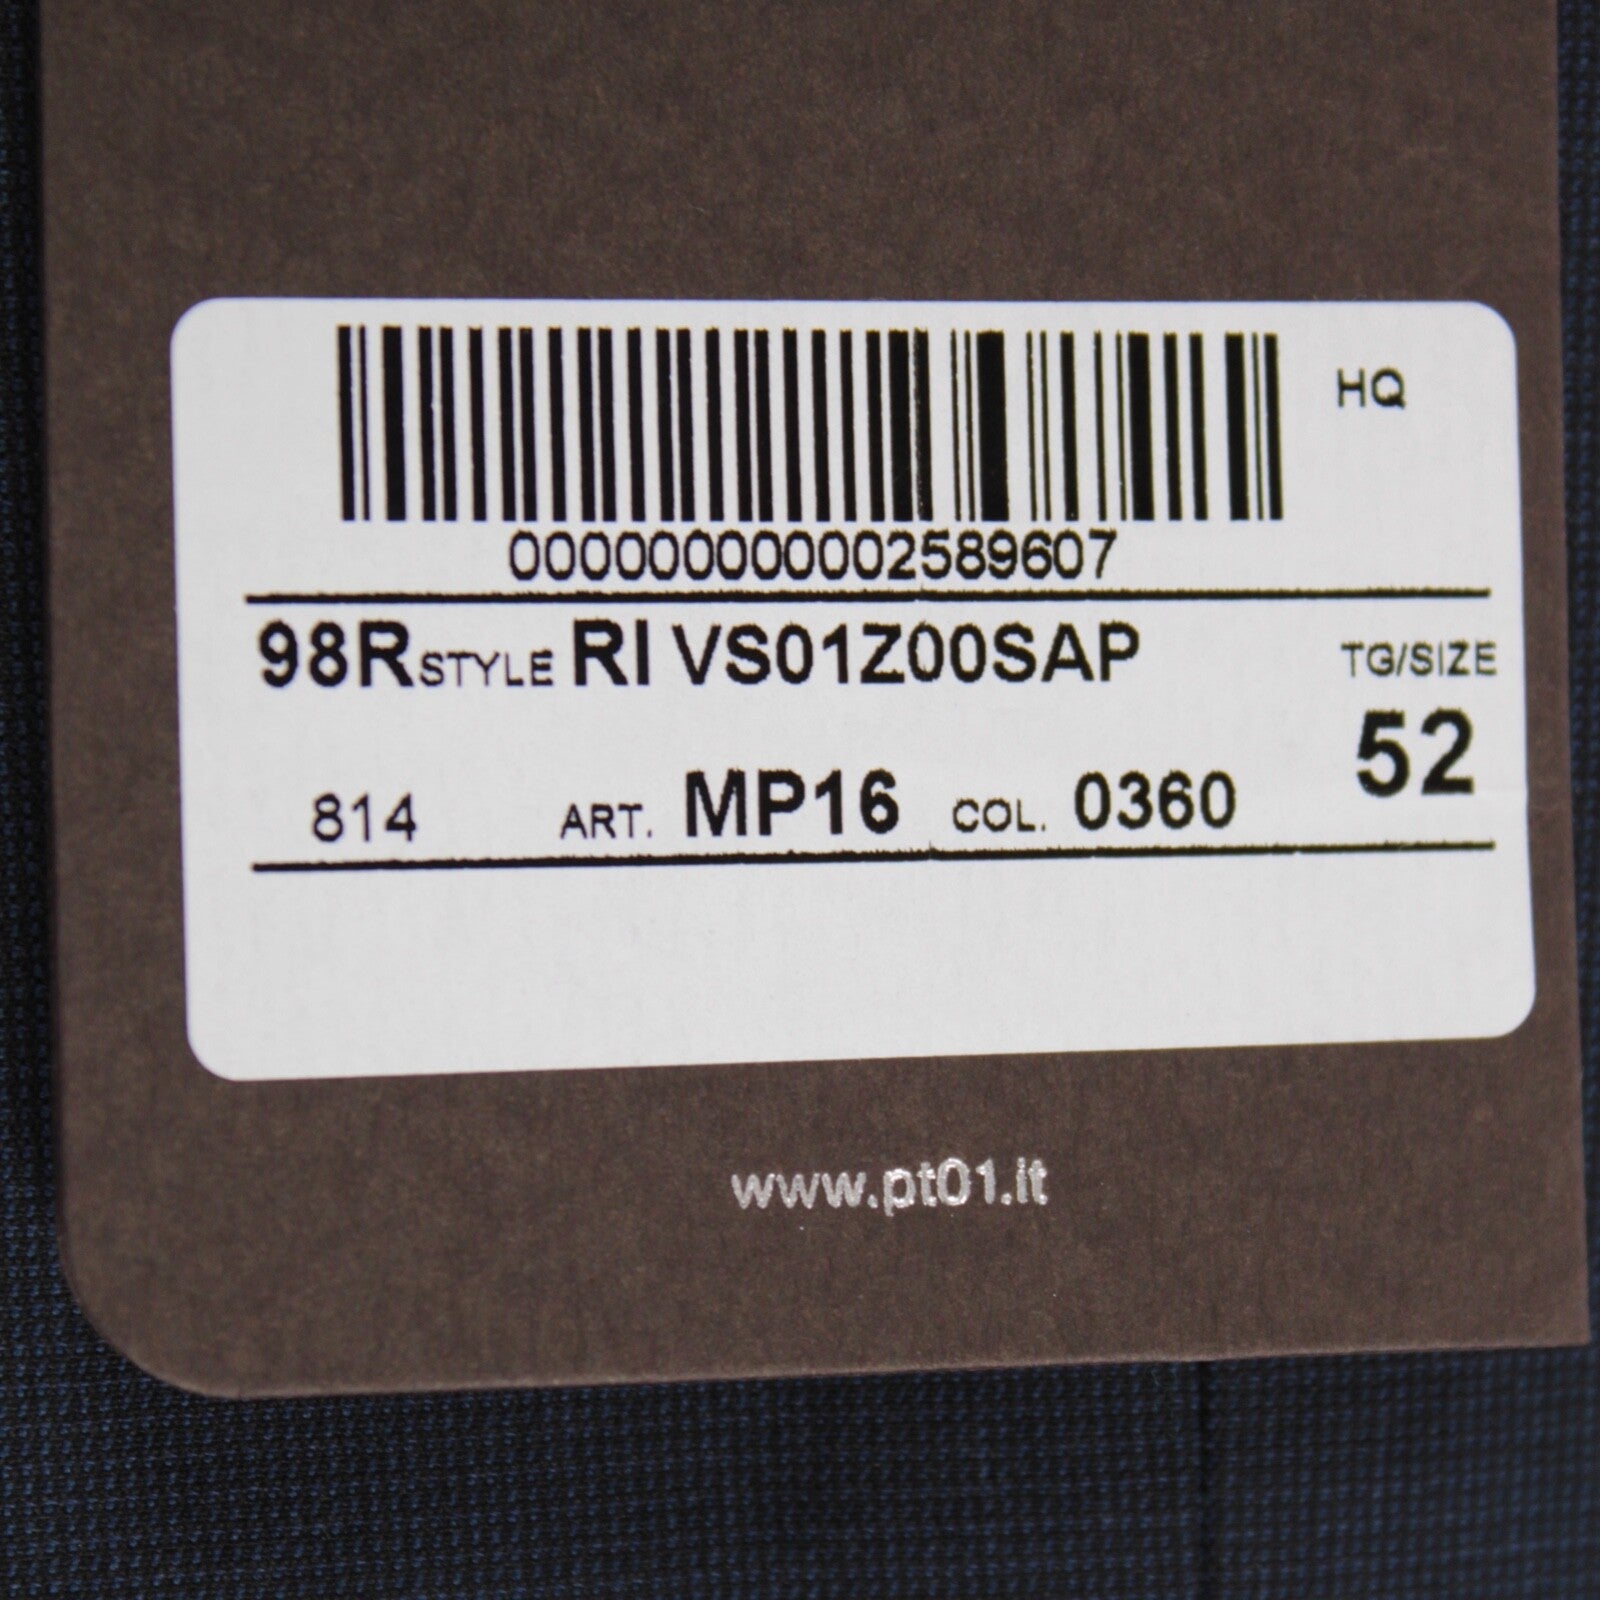 HQ
000000000002589607
98R STYLE RI VS01Z00SAP TG/SIZE
52
814 ART. MP16 COL. 0360
www.pt01.it